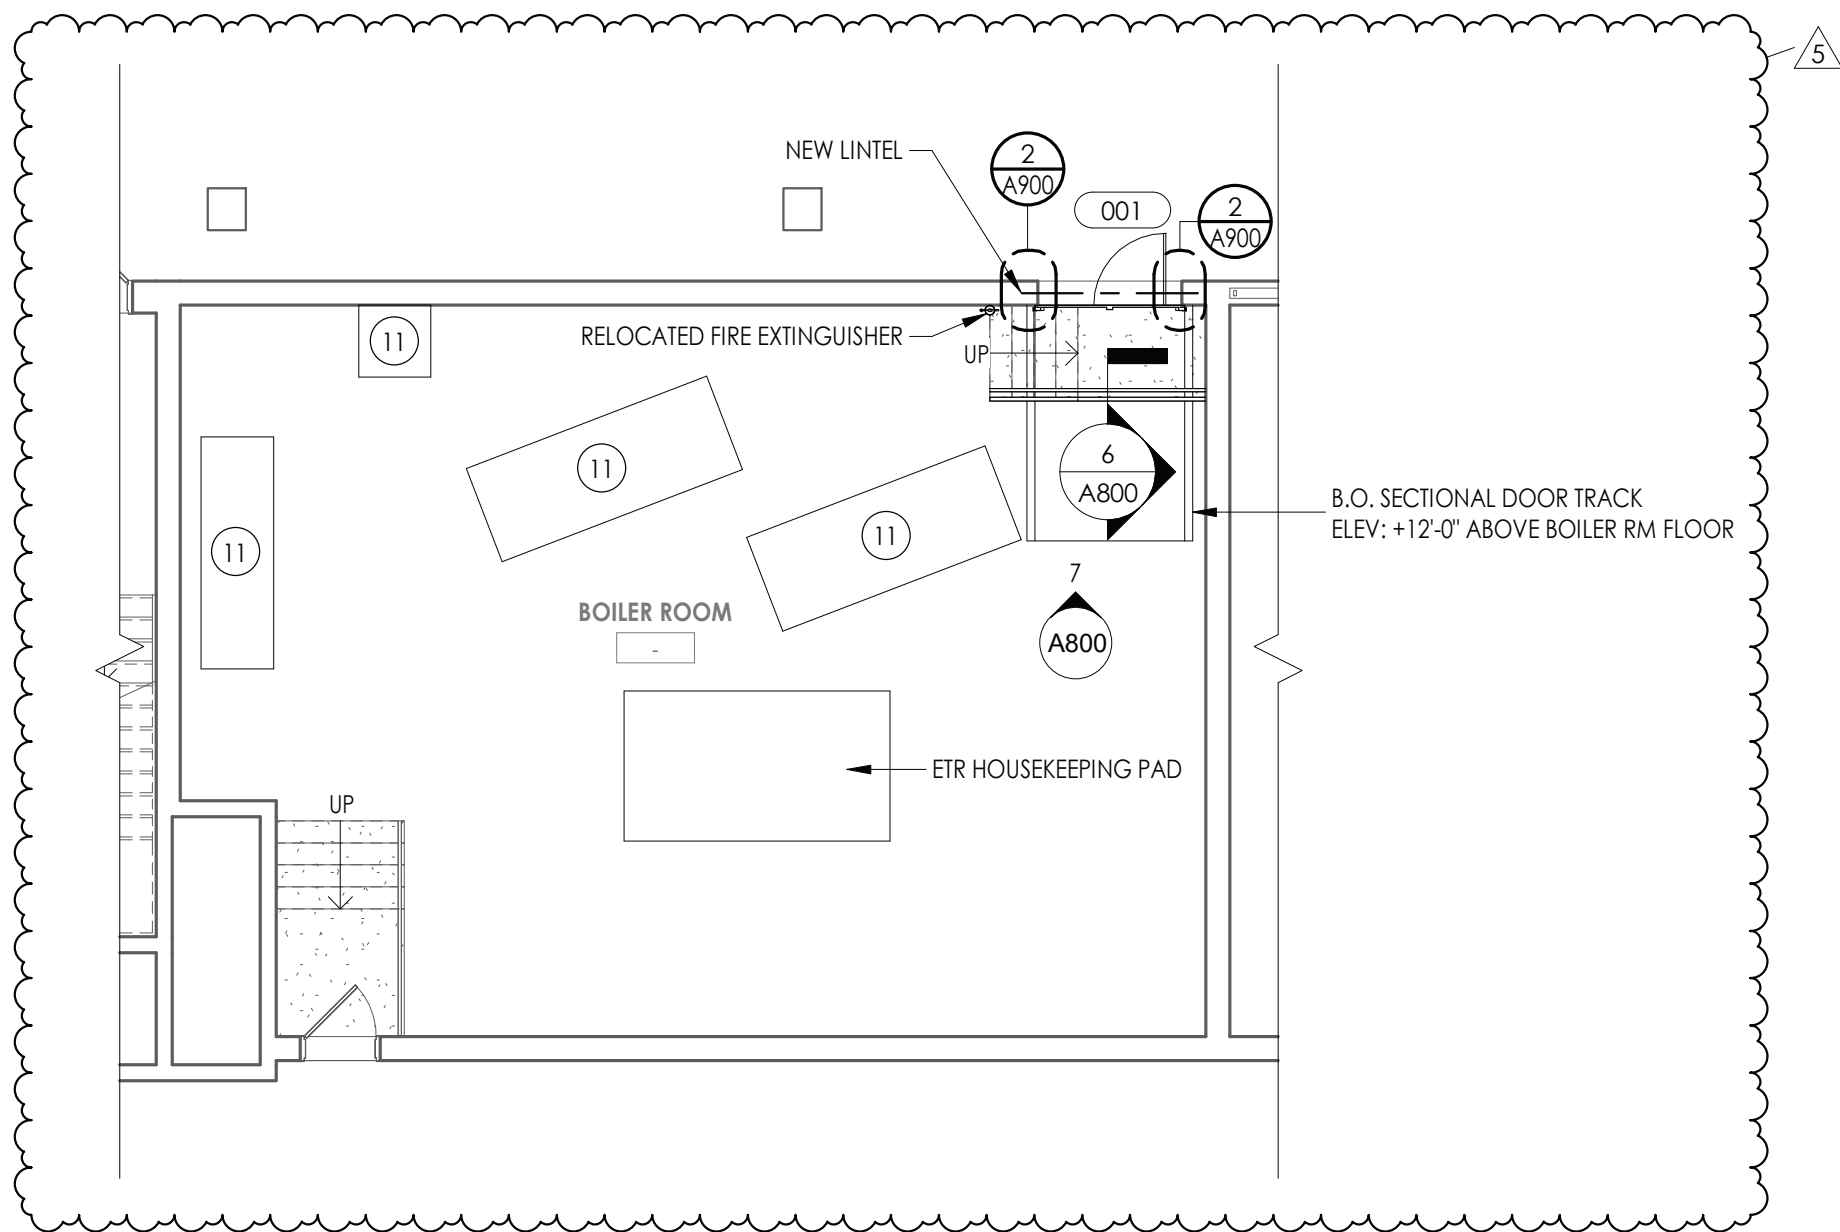 5
NEW LINTEL
2
A900
001
2
A900
11
RELOCATED FIRE EXTINGUISHER
UP
11
11
6
A800
B.O. SECTIONAL DOOR TRACK
ELEV: +12'-0" ABOVE BOILER RM FLOOR
11
11
7
A800
BOILER ROOM
-
ETR HOUSEKEEPING PAD
UP